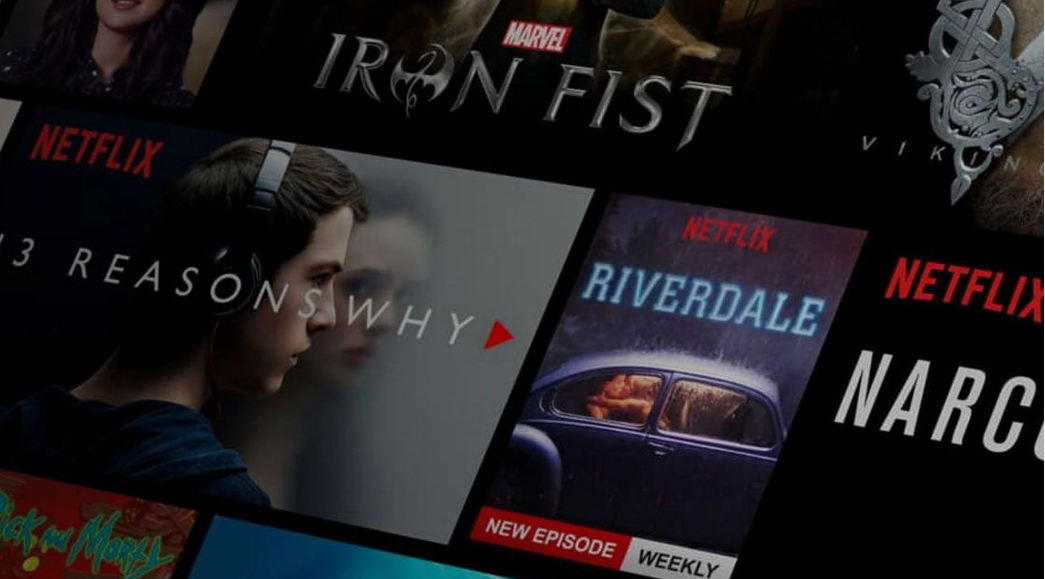 MARVEL
IRON FIST
VIKING
NETFLIX
13 REASONS WHY
NETFLIX
RIVERDALE
NEW EPISODE WEEKLY
NETFLIX
NARCO
Rick and Morty